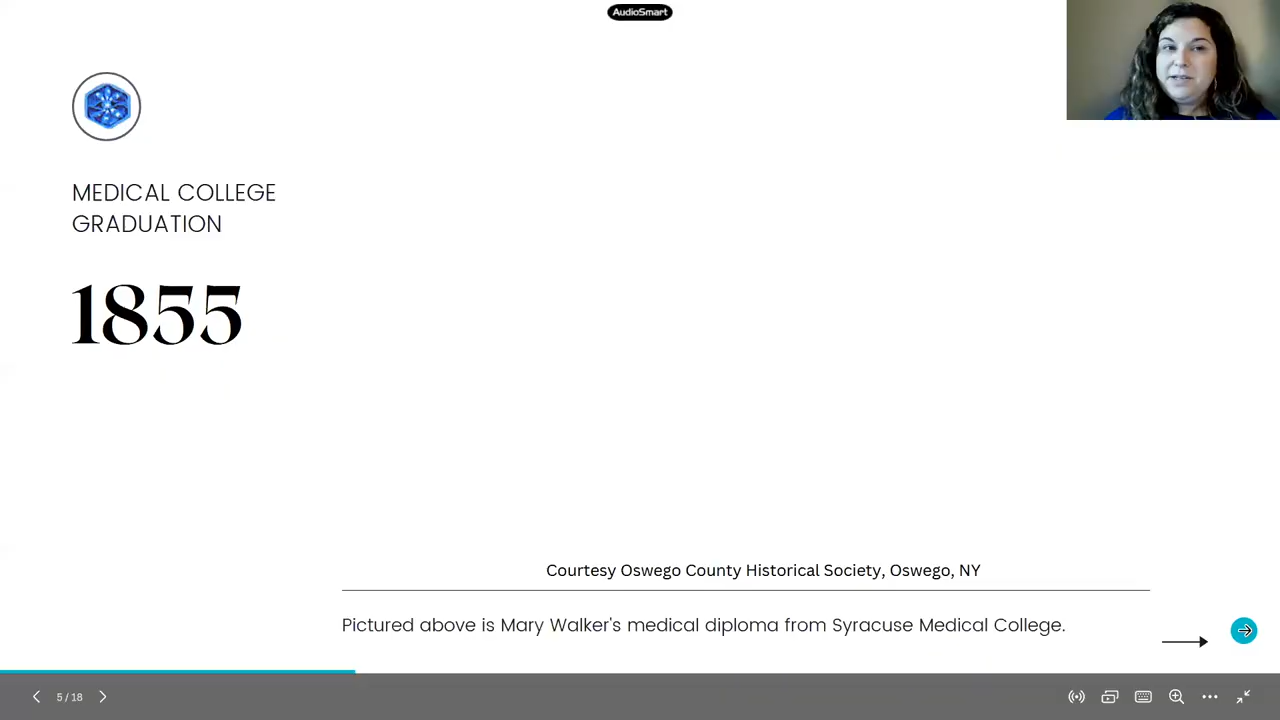 AudioSmart
MEDICAL COLLEGE
GRADUATION
1855
Courtesy Oswego County Historical Society, Oswego, NY
Pictured above is Mary Walker's medical diploma from Syracuse Medical College.
5 / 18